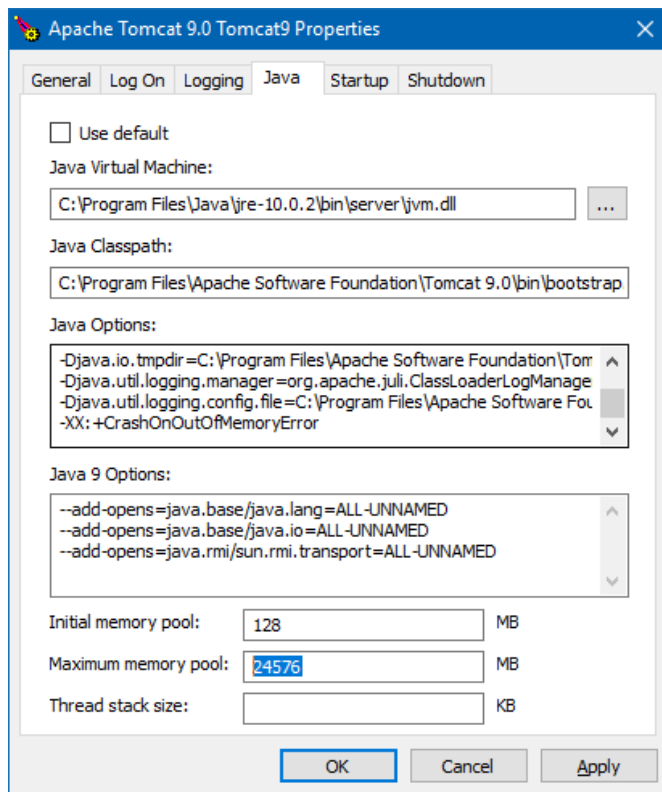 Apache Tomcat 9.0 Tomcat9 Properties
General Log On Logging Java Startup Shutdown
Use default
Java Virtual Machine:
C:\Program Files\Java\jre-10.0.2\bin\server\jvm.dll
...
Java Classpath:
C:\Program Files\Apache Software Foundation\Tomcat 9.0\bin\bootstrap
Java Options:
-Djava.io.tmpdir=C:\Program Files\Apache Software Foundation\Tom
-Djava.util.logging.manager=org.apache.juli.ClassLoaderLogManage
-Djava.util.logging.config.file=C:\Program Files\Apache Software Fou
-XX:+CrashOnOutOfMemoryError
Java 9 Options:
--add-opens=java.base/java.lang=ALL-UNNAMED
--add-opens=java.base/java.io=ALL-UNNAMED
--add-opens=java.rmi/sun.rmi.transport=ALL-UNNAMED
Initial memory pool: 128 MB
Maximum memory pool: 24576 MB
Thread stack size: KB
OK Cancel Apply